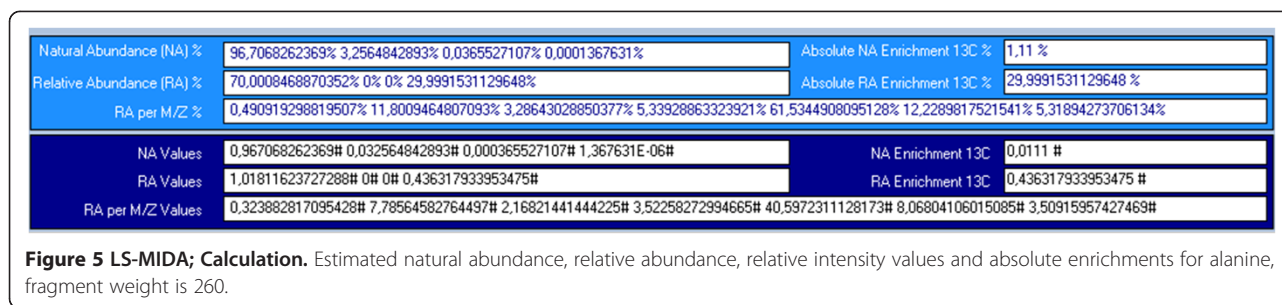 Natural Abundance (NA) % 96,7068262369% 3,2564842893% 0,0365527107% 0,0001367631% Absolute NA Enrichment 13C % 1,11 %
Relative Abundance (RA) % 70,0008468870352% 0% 0% 29,9991531129648% Absolute RA Enrichment 13C % 29,9991531129648 %
RA per M/Z % 0,490919298819507% 11,8009464807093% 3,28643028850377% 5,33928863323921% 61,5344908095128% 12,2289817521541% 5,31894273706134%
NA Values 0,967068262369# 0,032564842893# 0,000365527107# 1,367631E-06# NA Enrichment 13C 0,0111 #
RA Values 1,01811623727288# 0# 0# 0,436317933953475# RA Enrichment 13C 0,436317933953475 #
RA per M/Z Values 0,323882817095428# 7,78564582764497# 2,16821441444225# 3,52258272994665# 40,5972311128173# 8,06804106015085# 3,50915957427469#
Figure 5 LS-MIDA; Calculation. Estimated natural abundance, relative abundance, relative intensity values and absolute enrichments for alanine,
fragment weight is 260.